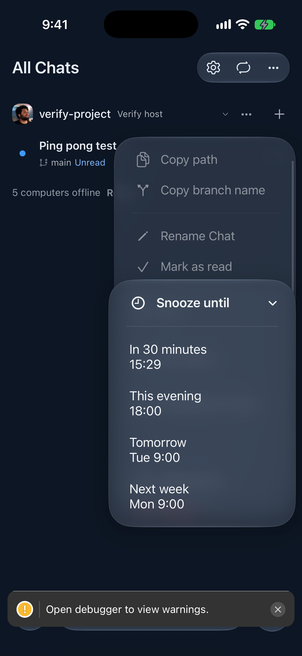 9:41
All Chats
verify-project Verify host
Ping pong test
main Unread
5 computers offline R
Copy path
Copy branch name
Rename Chat
Mark as read
Snooze until
In 30 minutes
15:29
This evening
18:00
Tomorrow
Tue 9:00
Next week
Mon 9:00
Open debugger to view warnings.